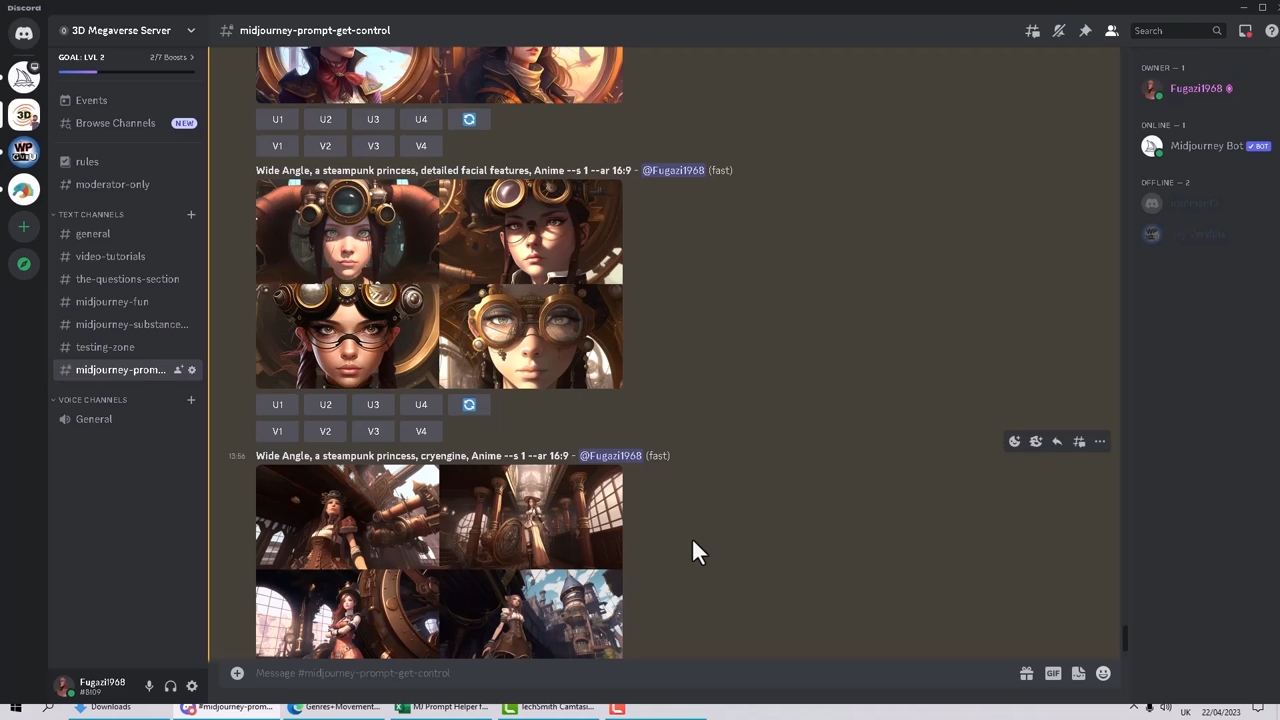 Discord
3D Megaverse Server
midjourney-prompt-get-control
Search
GOAL: LVL 2
2/7 Boosts >
Events
Browse Channels
NEW
rules
moderator-only
TEXT CHANNELS
general
video-tutorials
the-questions-section
midjourney-fun
midjourney-substance...
testing-zone
midjourney-prom...
VOICE CHANNELS
General
Fugazi1968
#8109
3D
WP
GURU
U1 U2 U3 U4
V1 V2 V3 V4
Wide Angle, a steampunk princess, detailed facial features, Anime --s 1 --ar 16:9 - @Fugazi1968 (fast)
U1 U2 U3 U4
V1 V2 V3 V4
13:56 Wide Angle, a steampunk princess, cryengine, Anime --s 1 --ar 16:9 - @Fugazi1968 (fast)
Message #midjourney-prompt-get-control
GIF
OWNER — 1
Fugazi1968
ONLINE — 1
Midjourney Bot
BOT
OFFLINE — 2
Downloads
#midjourney-prom...
Genres+Movement...
MJ Prompt Helper f...
TechSmith Camtasi...
UK
22/04/2023